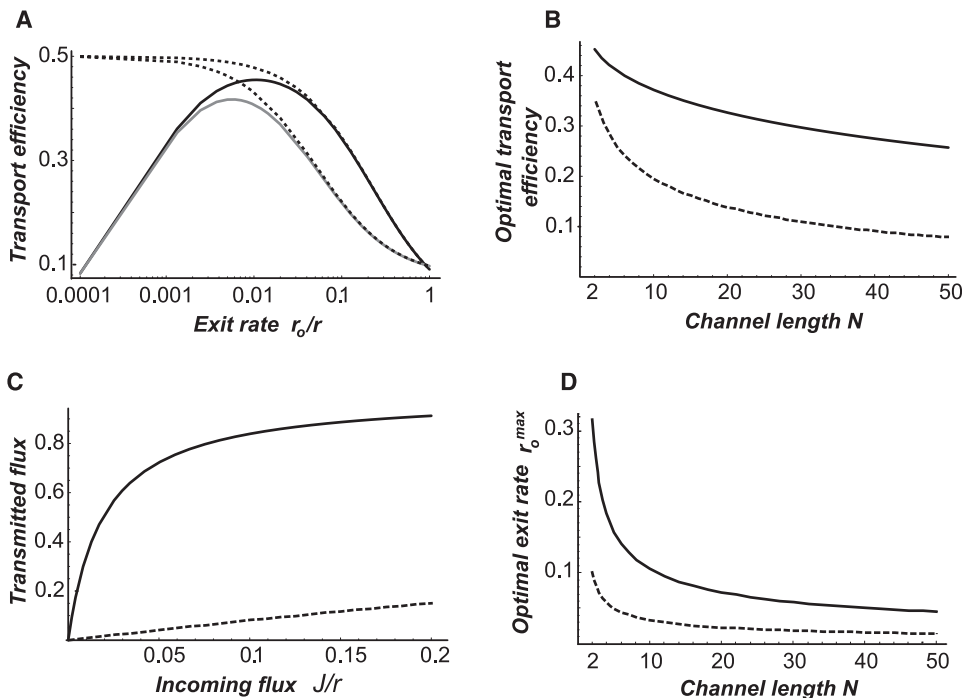 A
Transport efficiency
0.5
0.3
0.1
0.0001
0.001
0.01
0.1
1
Exit rate r_o/r
B
Optimal transport
efficiency
0.4
0.3
0.2
0.1
2
10
20
30
40
50
Channel length N
C
Transmitted flux
0.8
0.6
0.4
0.2
0.05
0.1
0.15
0.2
Incoming flux J/r
D
Optimal exit rate r_o^max
0.3
0.2
0.1
2
10
20
30
40
50
Channel length N